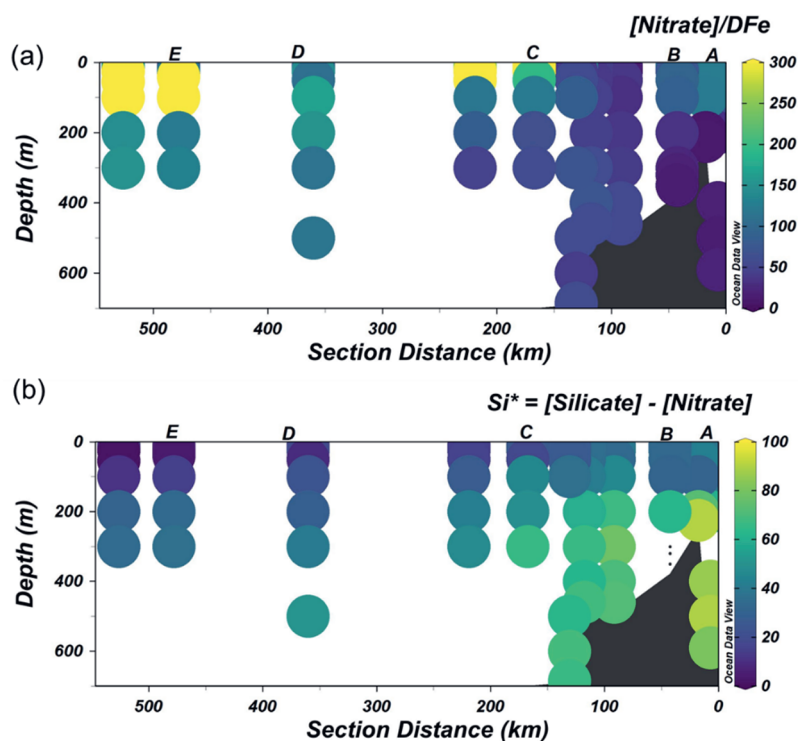 [Nitrate]/DFe
(a)
E D C B A
0
200
400
600
Depth (m)
500 400 300 200 100 0
Section Distance (km)
300
250
200
150
100
50
0
Ocean Data View
(b)
Si* = [Silicate] - [Nitrate]
E D C B A
0
200
400
600
Depth (m)
500 400 300 200 100 0
Section Distance (km)
100
80
60
40
20
0
Ocean Data View